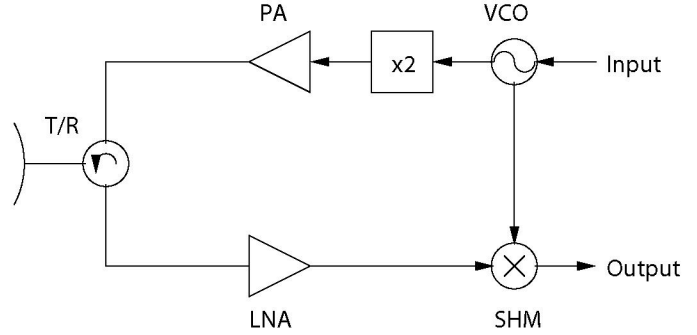 PA
VCO
x2
Input
T/R
Output
LNA
SHM